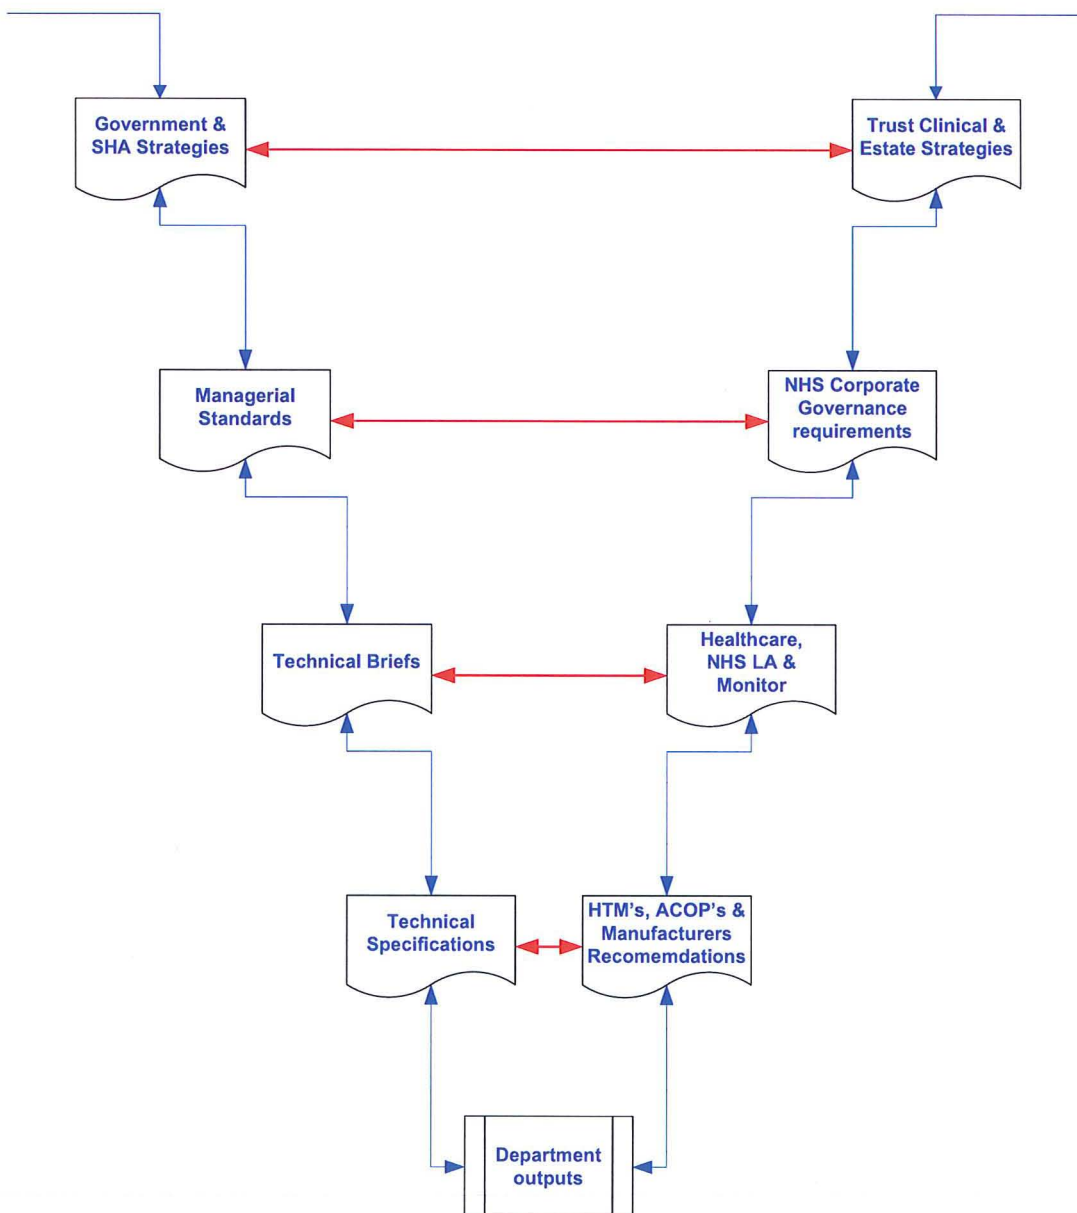 Government &
SHA Strategies
Trust Clinical &
Estate Strategies
Managerial
Standards
NHS Corporate
Governance
requirements
Technical Briefs
Healthcare,
NHS LA &
Monitor
Technical
Specifications
HTM's, ACOP's &
Manufacturers
Recomemdations
Department
outputs